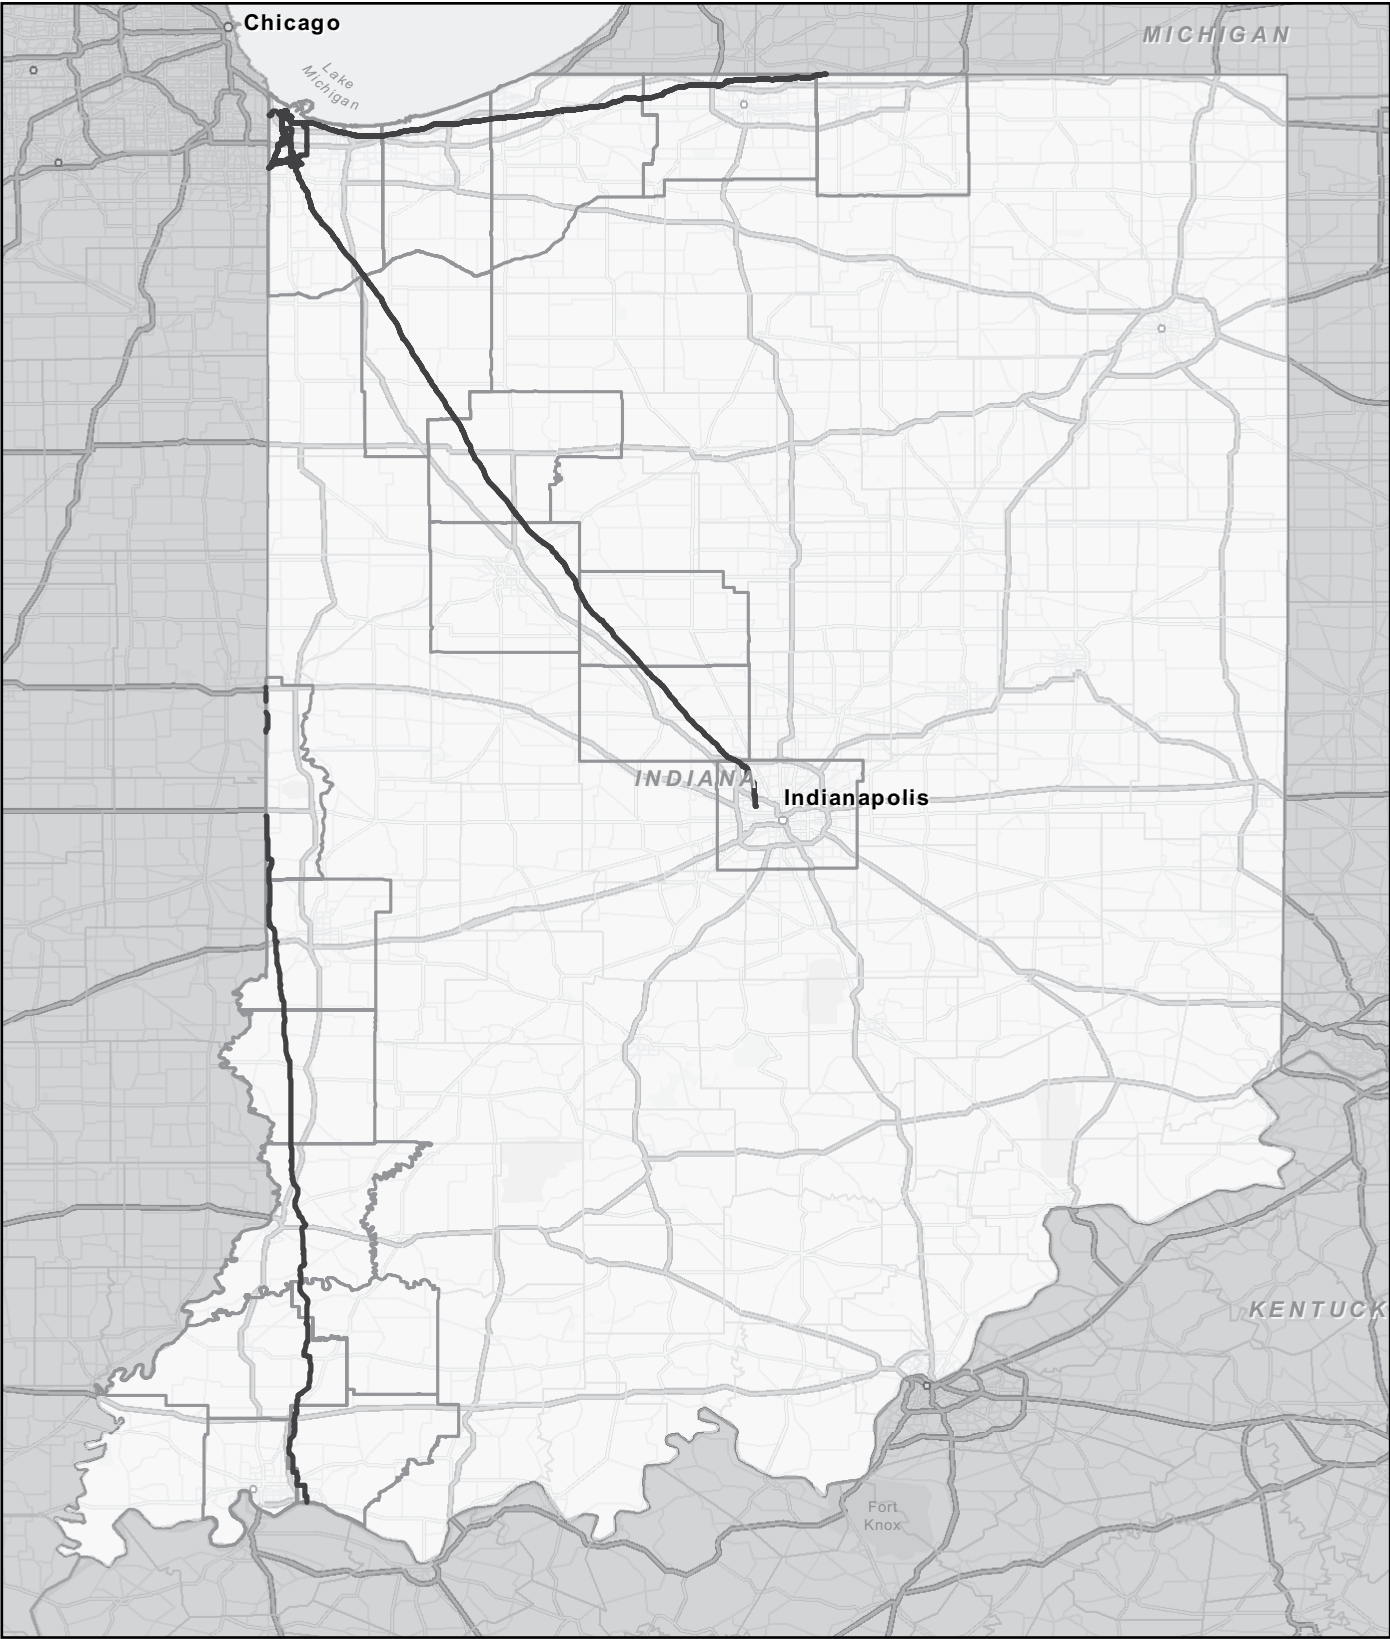 Chicago
MICHIGAN
Lake
Michigan
INDIANA
Indianapolis
KENTUCK
Fort
Knox